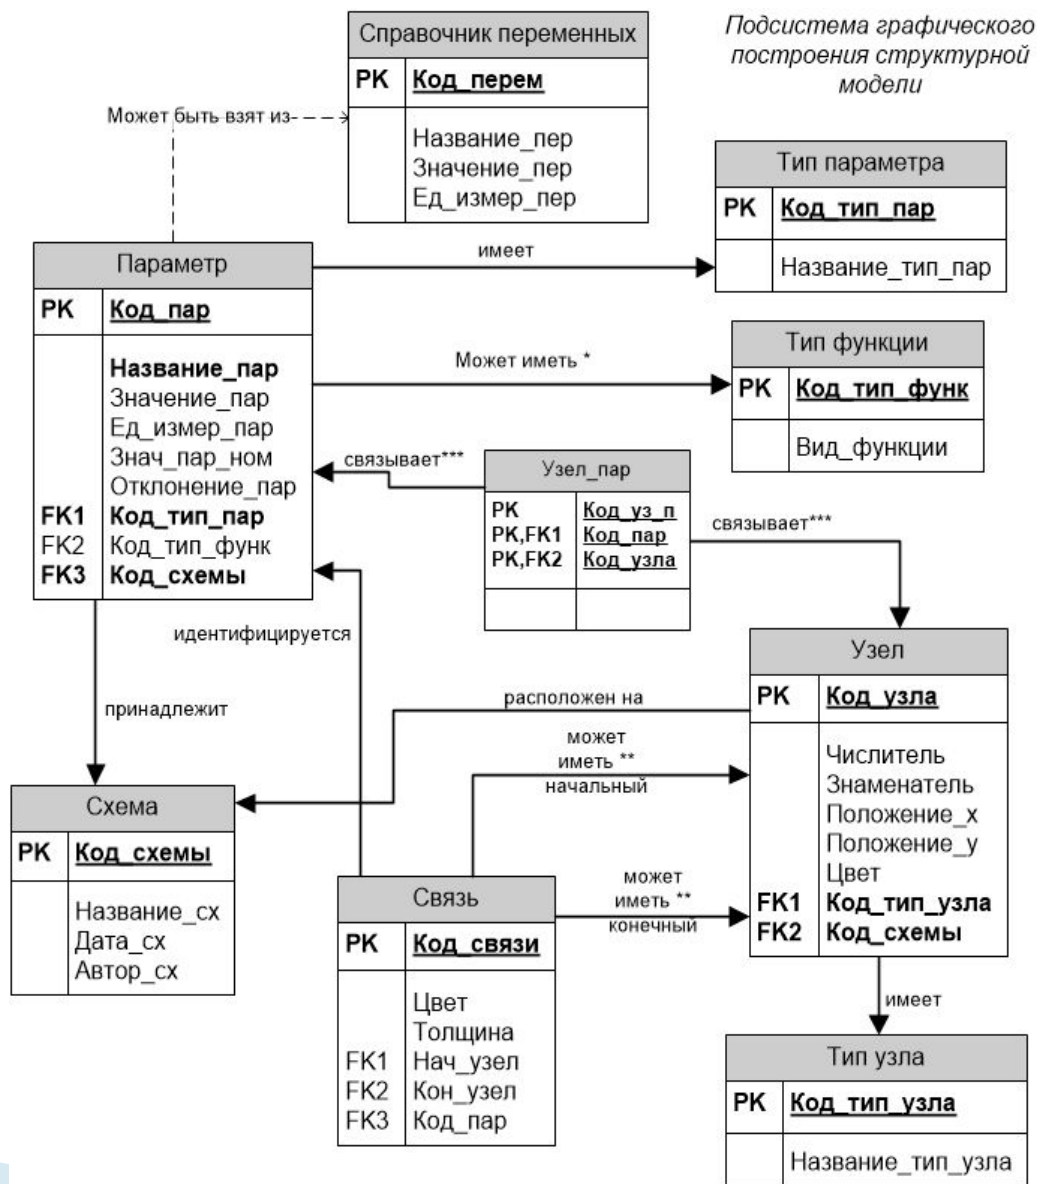 Подсистема графического
построения структурной
модели
Справочник переменных
PK Код_перем
Название_пер
Значение_пер
Ед_измер_пер
Может быть взят из
Тип параметра
PK Код_тип_пар
Название_тип_пар
имеет
Параметр
PK Код_пар
Название_пар
Значение_пар
Ед_измер_пар
Знач_пар_ном
Отклонение_пар
FK1 Код_тип_пар
FK2 Код_тип_функ
FK3 Код_схемы
Может иметь *
Тип функции
PK Код_тип_функ
Вид_функции
связывает***
Узел_пар
PK Код_уз_п
PK,FK1 Код_пар
PK,FK2 Код_узла
связывает***
идентифицируется
принадлежит
расположен на
Узел
PK Код_узла
Числитель
Знаменатель
Положение_x
Положение_y
Цвет
FK1 Код_тип_узла
FK2 Код_схемы
может
иметь **
начальный
Схема
PK Код_схемы
Название_сх
Дата_сх
Автор_сх
Связь
PK Код_связи
Цвет
Толщина
FK1 Нач_узел
FK2 Кон_узел
FK3 Код_пар
может
иметь **
конечный
имеет
Тип узла
PK Код_тип_узла
Название_тип_узла